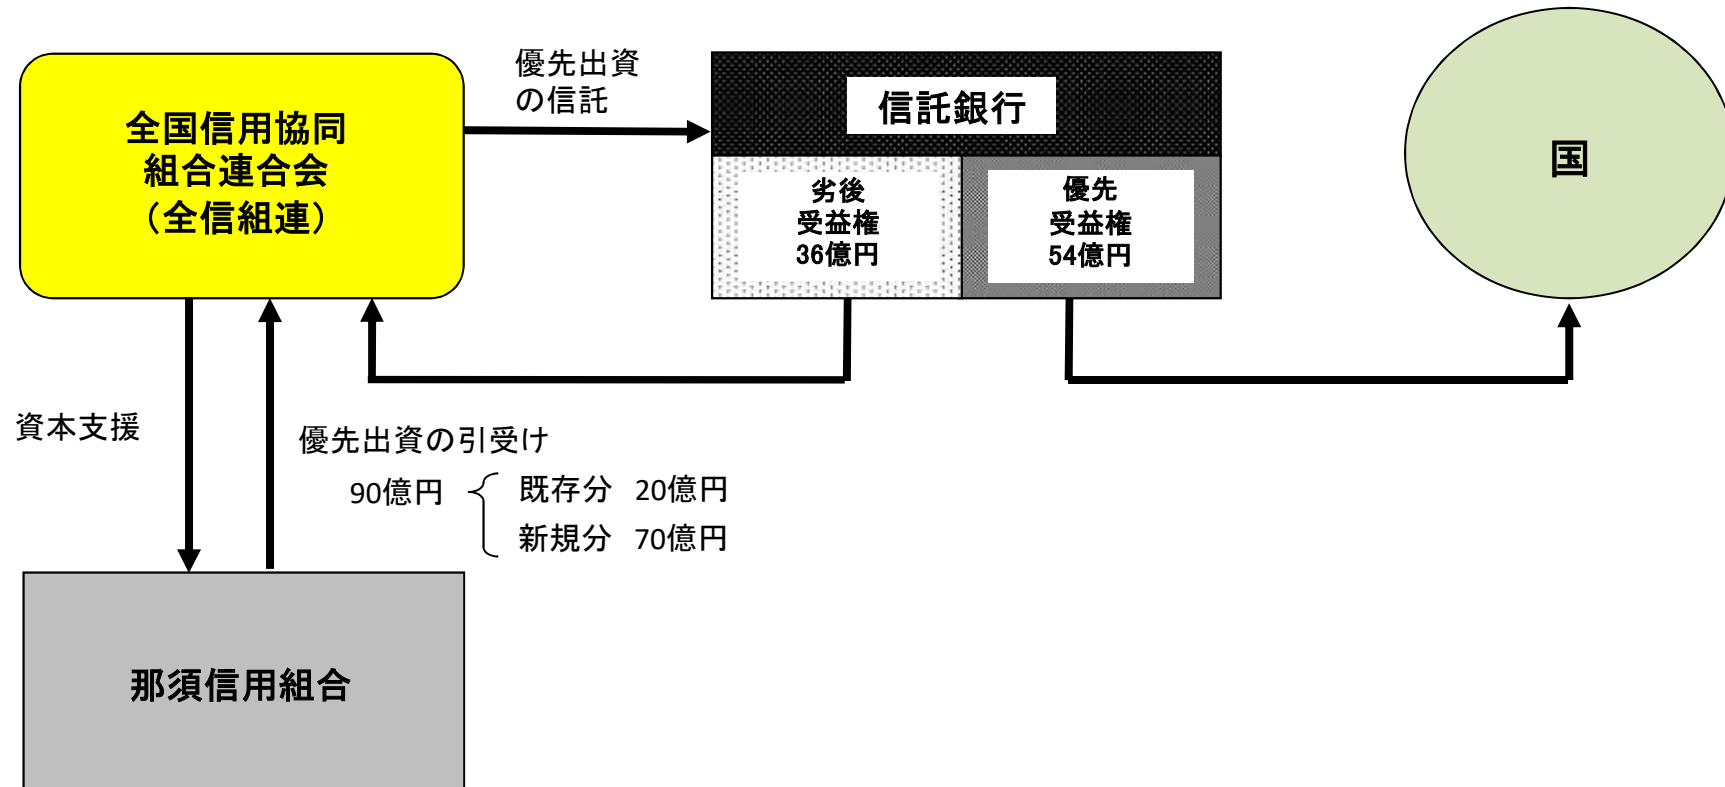 全国信用協同
組合連合会
（全信組連）
優先出資
の信託
信託銀行
劣後
受益権
36億円
優先
受益権
54億円
国
資本支援
優先出資の引受け
90億円
既存分 20億円
新規分 70億円
那須信用組合